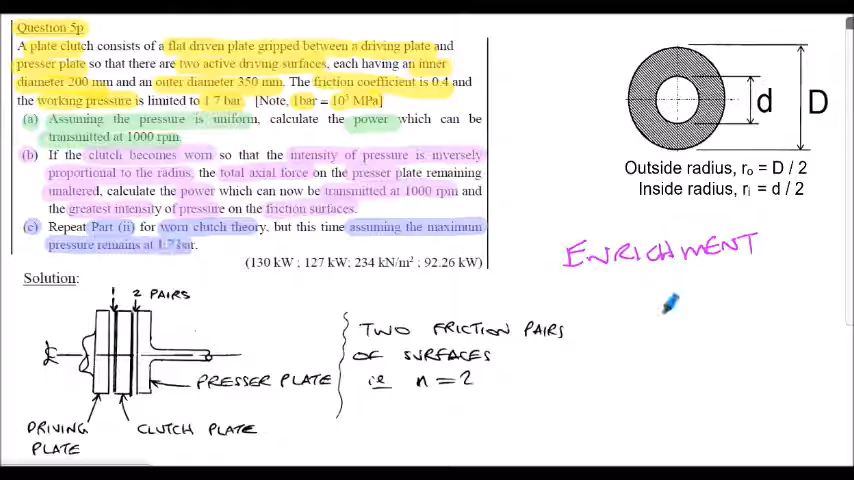 Question 5p
A plate clutch consists of a flat driven plate gripped between a driving plate and
presser plate so that there are two active driving surfaces, each having an inner
diameter 200 mm and an outer diameter 350 mm. The friction coefficient is 0.4 and
the working pressure is limited to 1.7 bar. [Note, 1bar = 10⁵ MPa]
(a) Assuming the pressure is uniform, calculate the power which can be
transmitted at 1000 rpm.
(b) If the clutch becomes worn so that the intensity of pressure is inversely
proportional to the radius, the total axial force on the presser plate remaining
unaltered, calculate the power which can now be transmitted at 1000 rpm and
the greatest intensity of pressure on the friction surfaces.
(c) Repeat Part (ii) for worn clutch theory, but this time assuming the maximum
pressure remains at 1.7 bar.
(130 kW ; 127 kW; 234 kN/m² ; 92.26 kW)
Solution:
d
D
Outside radius, rₒ = D / 2
Inside radius, rᵢ = d / 2
ENRICHMENT
1
2 PAIRS
℄
PRESSER PLATE
DRIVING
PLATE
CLUTCH PLATE
TWO FRICTION PAIRS
OF SURFACES
ie n = 2